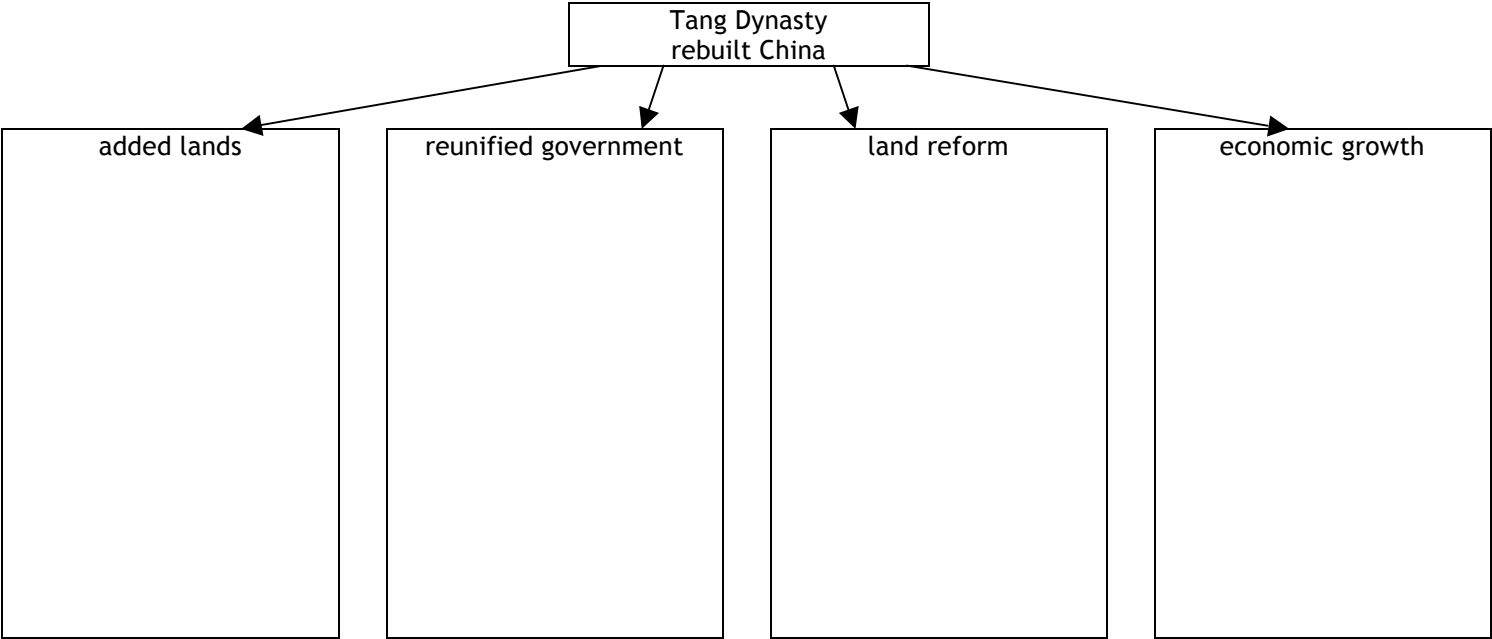 Tang Dynasty
rebuilt China
added lands
reunified government
land reform
economic growth